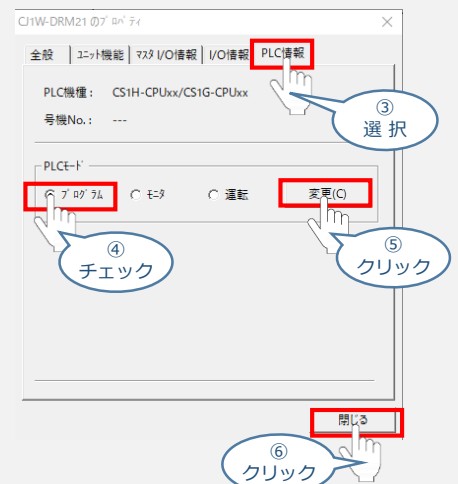 CJ1W-DRM21 のﾌﾟﾛﾊﾟﾃｨ
全般 ﾕﾆｯﾄ機能 ﾏｽﾀI/O情報 I/O情報 PLC情報
③
選 択
PLC機種: CS1H-CPUxx/CS1G-CPUxx
号機No.: ---
PLCﾓｰﾄﾞ
ﾌﾟﾛｸﾞﾗﾑ ﾓﾆﾀ 運転 変更(C)
④
チェック
⑤
クリック
閉じる
⑥
クリック